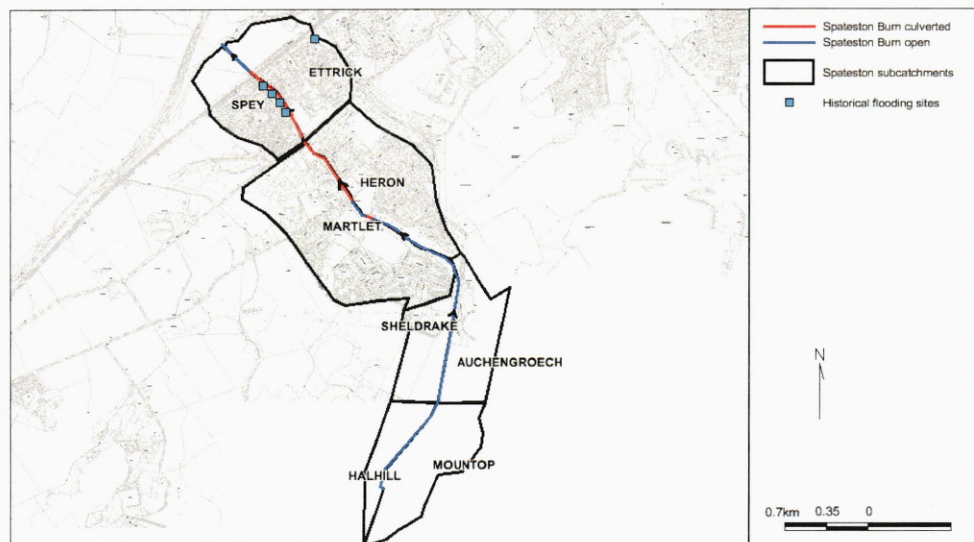 ETTRICK
SPEY
HERON
MARTLET
SHELDRAKE
AUCHENGROECH
HALHILL
MOUNTOP
Spateston Burn culverted
Spateston Burn open
Spateston subcatchments
Historical flooding sites
N
0.7km 0.35 0